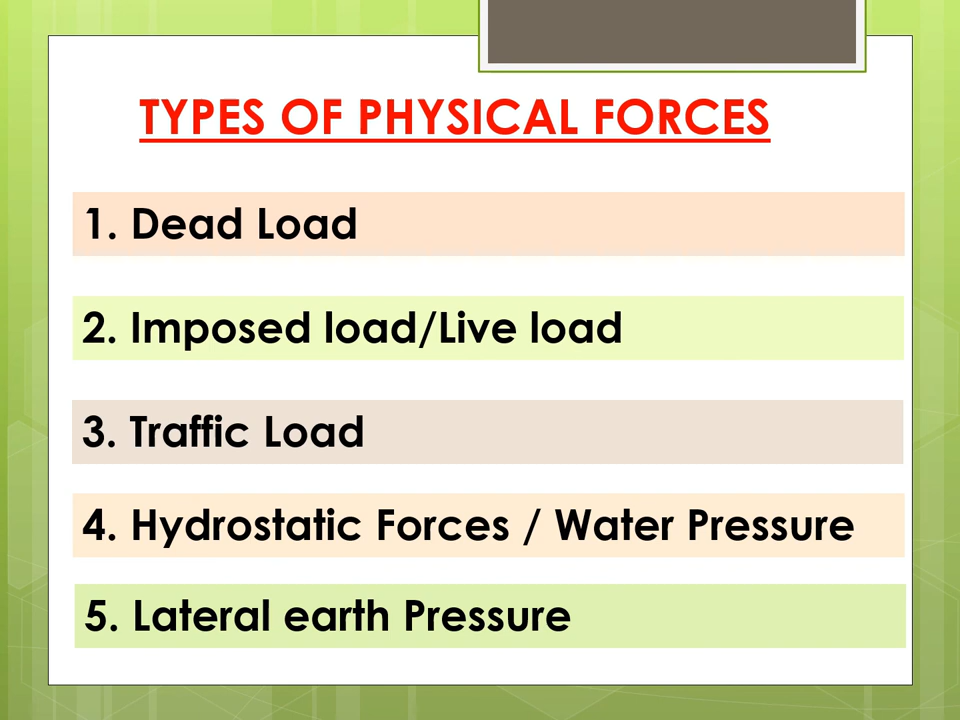 TYPES OF PHYSICAL FORCES
1. Dead Load
2. Imposed load/Live load
3. Traffic Load
4. Hydrostatic Forces / Water Pressure
5. Lateral earth Pressure